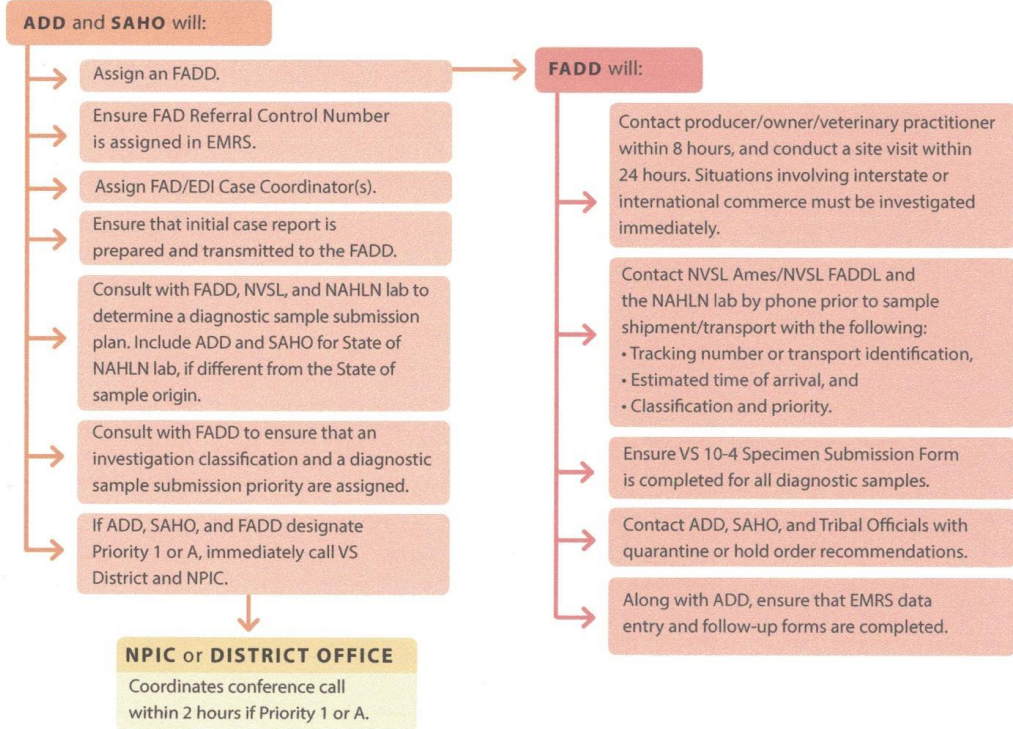 ADD and SAHO will:
Assign an FADD.
Ensure FAD Referral Control Number
is assigned in EMRS.
Assign FAD/EDI Case Coordinator(s).
Ensure that initial case report is
prepared and transmitted to the FADD.
Consult with FADD, NVSL, and NAHLN lab to
determine a diagnostic sample submission
plan. Include ADD and SAHO for State of
NAHLN lab, if different from the State of
sample origin.
Consult with FADD to ensure that an
investigation classification and a diagnostic
sample submission priority are assigned.
If ADD, SAHO, and FADD designate
Priority 1 or A, immediately call VS
District and NPIC.
NPIC or DISTRICT OFFICE
Coordinates conference call
within 2 hours if Priority 1 or A.
FADD will:
Contact producer/owner/veterinary practitioner
within 8 hours, and conduct a site visit within
24 hours. Situations involving interstate or
international commerce must be investigated
immediately.
Contact NVSL Ames/NVSL FADDL and
the NAHLN lab by phone prior to sample
shipment/transport with the following:
• Tracking number or transport identification,
• Estimated time of arrival, and
• Classification and priority.
Ensure VS 10-4 Specimen Submission Form
is completed for all diagnostic samples.
Contact ADD, SAHO, and Tribal Officials with
quarantine or hold order recommendations.
Along with ADD, ensure that EMRS data
entry and follow-up forms are completed.